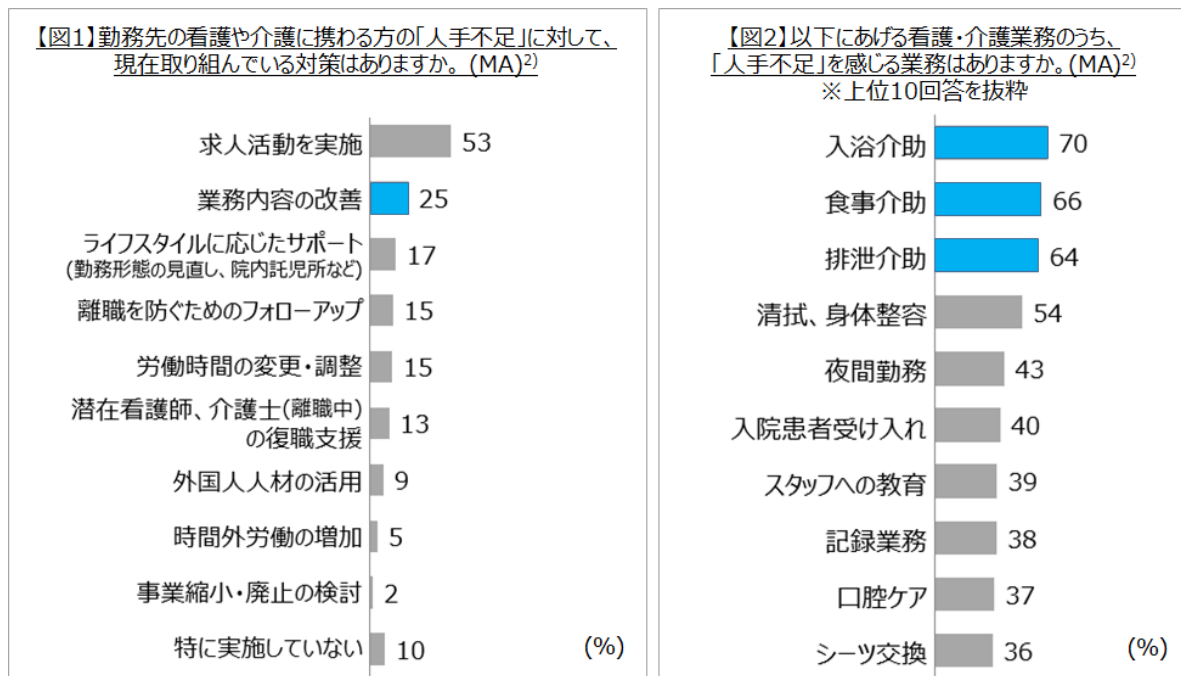 【図1】勤務先の看護や介護に携わる方の「人手不足」に対して、
現在取り組んでいる対策はありますか。(MA)2)
求人活動を実施 53
業務内容の改善 25
ライフスタイルに応じたサポート
(勤務形態の見直し、院内託児所など) 17
離職を防ぐためのフォローアップ 15
労働時間の変更・調整 15
潜在看護師、介護士(離職中)
の復職支援 13
外国人人材の活用 9
時間外労働の増加 5
事業縮小・廃止の検討 2
特に実施していない 10 (%)
【図2】以下にあげる看護・介護業務のうち、
「人手不足」を感じる業務はありますか。(MA)2)
※上位10回答を抜粋
入浴介助 70
食事介助 66
排泄介助 64
清拭、身体整容 54
夜間勤務 43
入院患者受け入れ 40
スタッフへの教育 39
記録業務 38
口腔ケア 37
シーツ交換 36 (%)